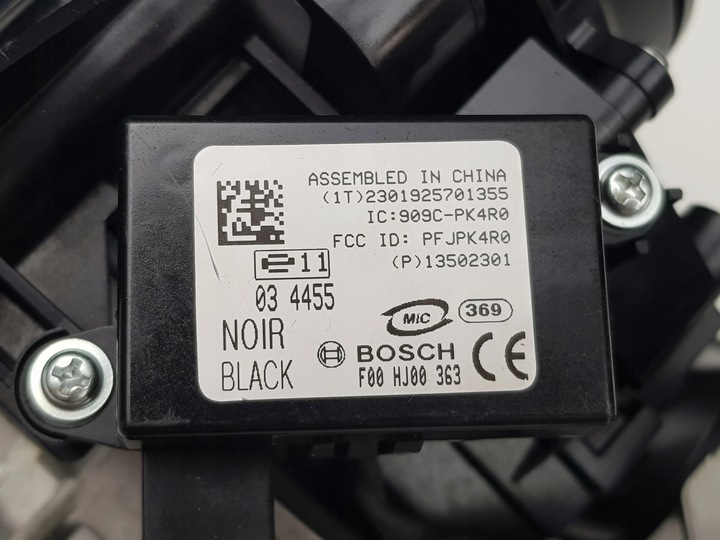 ASSEMBLED IN CHINA
(1T)2301925701355
IC:909C-PK4R0
FCC ID: PFJPK4R0
(P)13502301
11
03 4455
NOIR
BLACK
MIC
369
BOSCH
F00 HJ00 363
CE